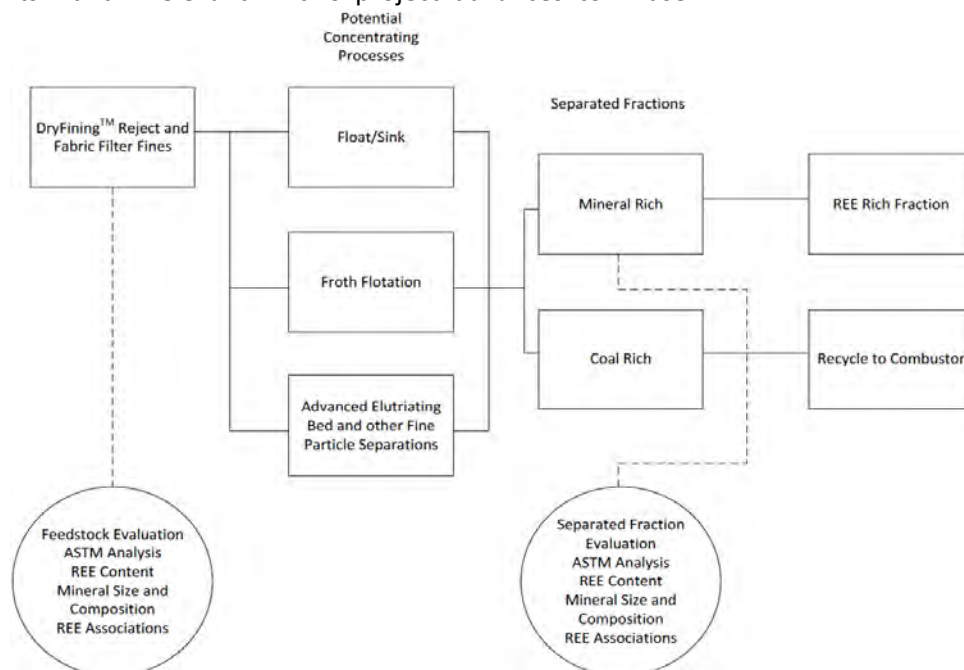 project advances to
Potential
Concentrating
Processes
DryFining™ Reject and
Fabric Filter Fines
Float/Sink
Froth Flotation
Advanced Elutriating
Bed and other Fine
Particle Separations
Separated Fractions
Mineral Rich
Coal Rich
REE Rich Fraction
Recycle to Combustor
Feedstock Evaluation
ASTM Analysis
REE Content
Mineral Size and
Composition
REE Associations
Separated Fraction
Evaluation
ASTM Analysis
REE Content
Mineral Size and
Composition
REE Associations